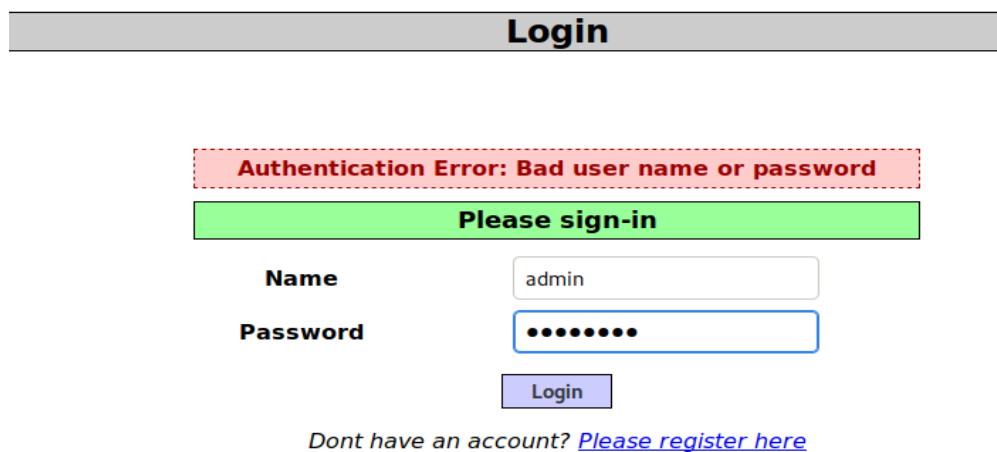 Login
Authentication Error: Bad user name or password
Please sign-in
Name admin
Password ••••••••
Login
Dont have an account? Please register here